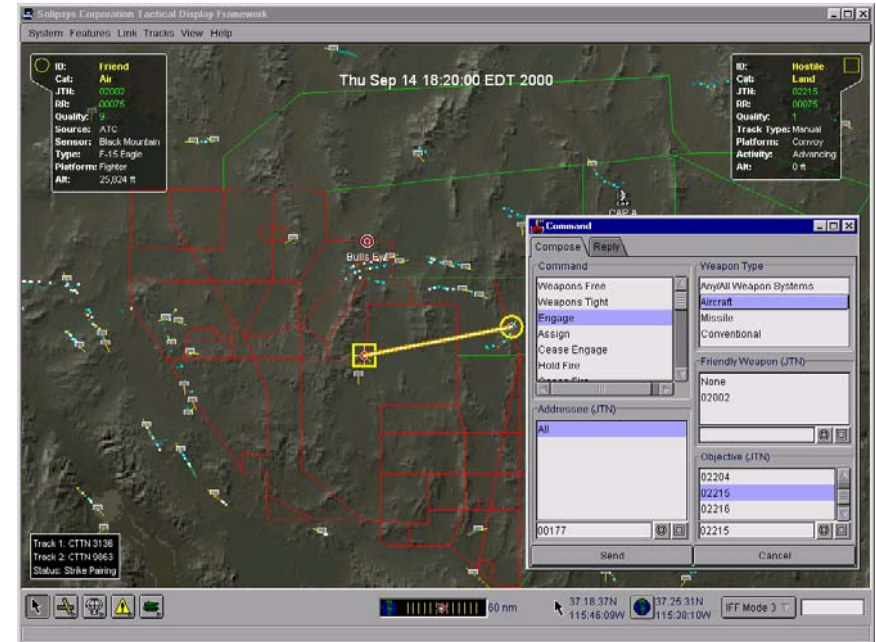 Solipsys Corporation Tactical Display Framework
System Features Link Tracks View Help
ID: Friend
Cat: Air
JTN: 02002
RR: 00075
Quality: 9
Source: ATC
Sensor: Black Mountain
Type: F-15 Eagle
Platform: Fighter
Alt: 25,824 ft
Thu Sep 14 18:20:00 EDT 2000
ID: Hostile
Cat: Land
JTN: 02215
RR: 00075
Quality: 1
Track Type: Manual
Platform: Convoy
Activity: Advancing
Alt: 0 ft
CAP
CAP A
Bulls Eye
Command
Compose Reply
Command
Weapons Free
Weapons Tight
Engage
Assign
Cease Engage
Hold Fire
Cease Fire
Weapon Type
Any/All Weapon Systems
Aircraft
Missile
Conventional
Friendly Weapon (JTN)
None
02002
Addressee (JTN)
All
00177
Objective (JTN)
02204
02215
02216
02215
Send Cancel
Track 1: CTTN 3136
Track 2: CTTN 9863
Status: Strike Pairing
60 nm
37:18:37N
115:46:09W
37:25:31N
115:38:10W
IFF Mode 3